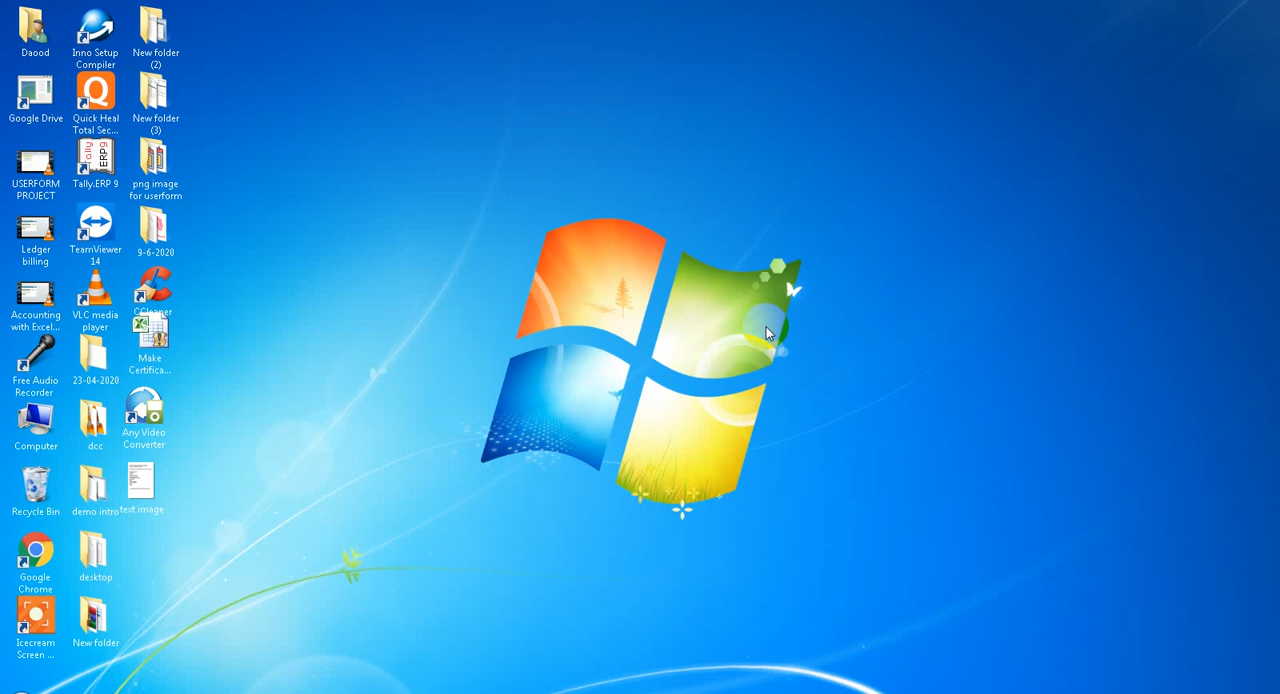 Daood
Google Drive
USERFORM
PROJECT
Ledger
billing
Accounting
with Excel...
Free Audio
Recorder
Computer
Recycle Bin
Google
Chrome
Icecream
Screen ...
Inno Setup
Compiler
Quick Heal
Total Sec...
Tally
ERP9
Tally.ERP 9
TeamViewer
14
VLC media
player
23-04-2020
dcc
demo intro
desktop
New folder
New folder
(2)
New folder
(3)
png image
for userform
9-6-2020
CCleaner
Make
Certifica...
Any Video
Converter
text image